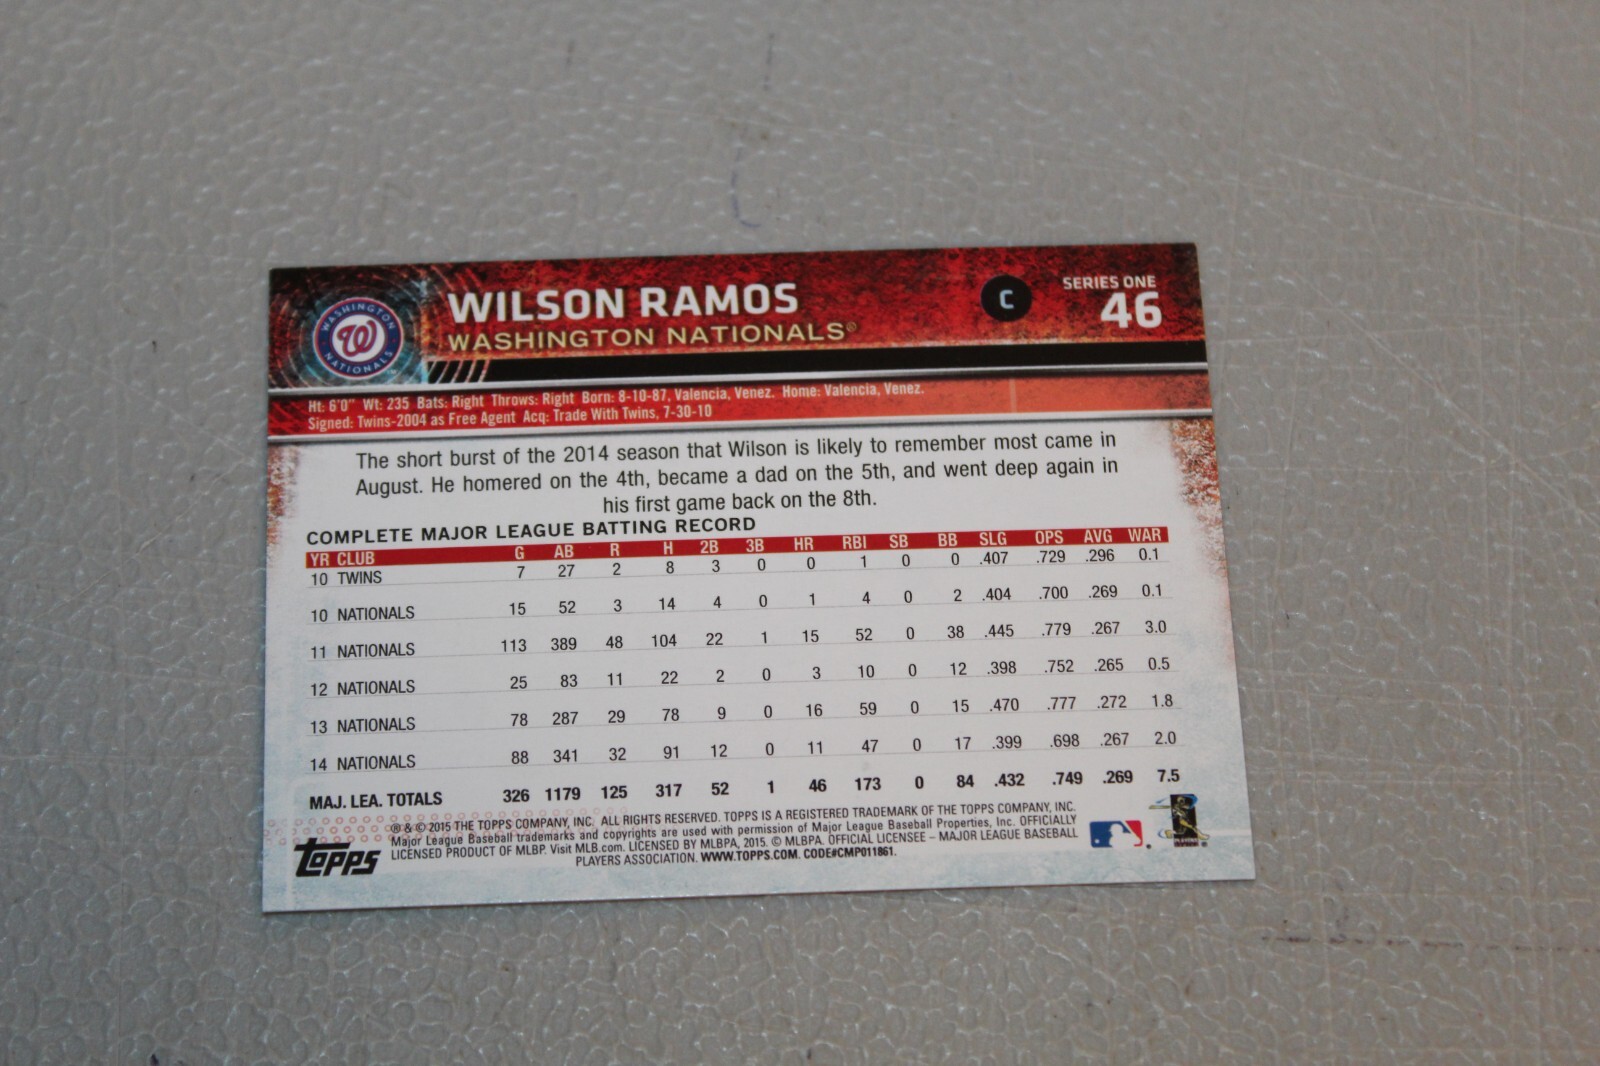 WASHINGTON
W
NATIONALS
WILSON RAMOS
WASHINGTON NATIONALS®
C
SERIES ONE
46
Ht: 6'0" Wt: 235 Bats: Right Throws: Right Born: 8-10-87, Valencia, Venez. Home: Valencia, Venez.
Signed: Twins-2004 as Free Agent Acq: Trade With Twins, 7-30-10
The short burst of the 2014 season that Wilson is likely to remember most came in
August. He homered on the 4th, became a dad on the 5th, and went deep again in
his first game back on the 8th.
COMPLETE MAJOR LEAGUE BATTING RECORD
YR CLUB G AB R H 2B 3B HR RBI SB BB SLG OPS AVG WAR
10 TWINS 7 27 2 8 3 0 0 1 0 0 .407 .729 .296 0.1
10 NATIONALS 15 52 3 14 4 0 1 4 0 2 .404 .700 .269 0.1
11 NATIONALS 113 389 48 104 22 1 15 52 0 38 .445 .779 .267 3.0
12 NATIONALS 25 83 11 22 2 0 3 10 0 12 .398 .752 .265 0.5
13 NATIONALS 78 287 29 78 9 0 16 59 0 15 .470 .777 .272 1.8
14 NATIONALS 88 341 32 91 12 0 11 47 0 17 .399 .698 .267 2.0
MAJ. LEA. TOTALS 326 1179 125 317 52 1 46 173 0 84 .432 .749 .269 7.5
topps
® & © 2015 THE TOPPS COMPANY, INC. ALL RIGHTS RESERVED. TOPPS IS A REGISTERED TRADEMARK OF THE TOPPS COMPANY, INC.
Major League Baseball trademarks and copyrights are used with permission of Major League Baseball Properties, Inc. OFFICIALLY
LICENSED PRODUCT OF MLBP. Visit MLB.com. LICENSED BY MLBPA, 2015. © MLBPA. OFFICIAL LICENSEE – MAJOR LEAGUE BASEBALL
PLAYERS ASSOCIATION. WWW.TOPPS.COM. CODE#CMP011861.